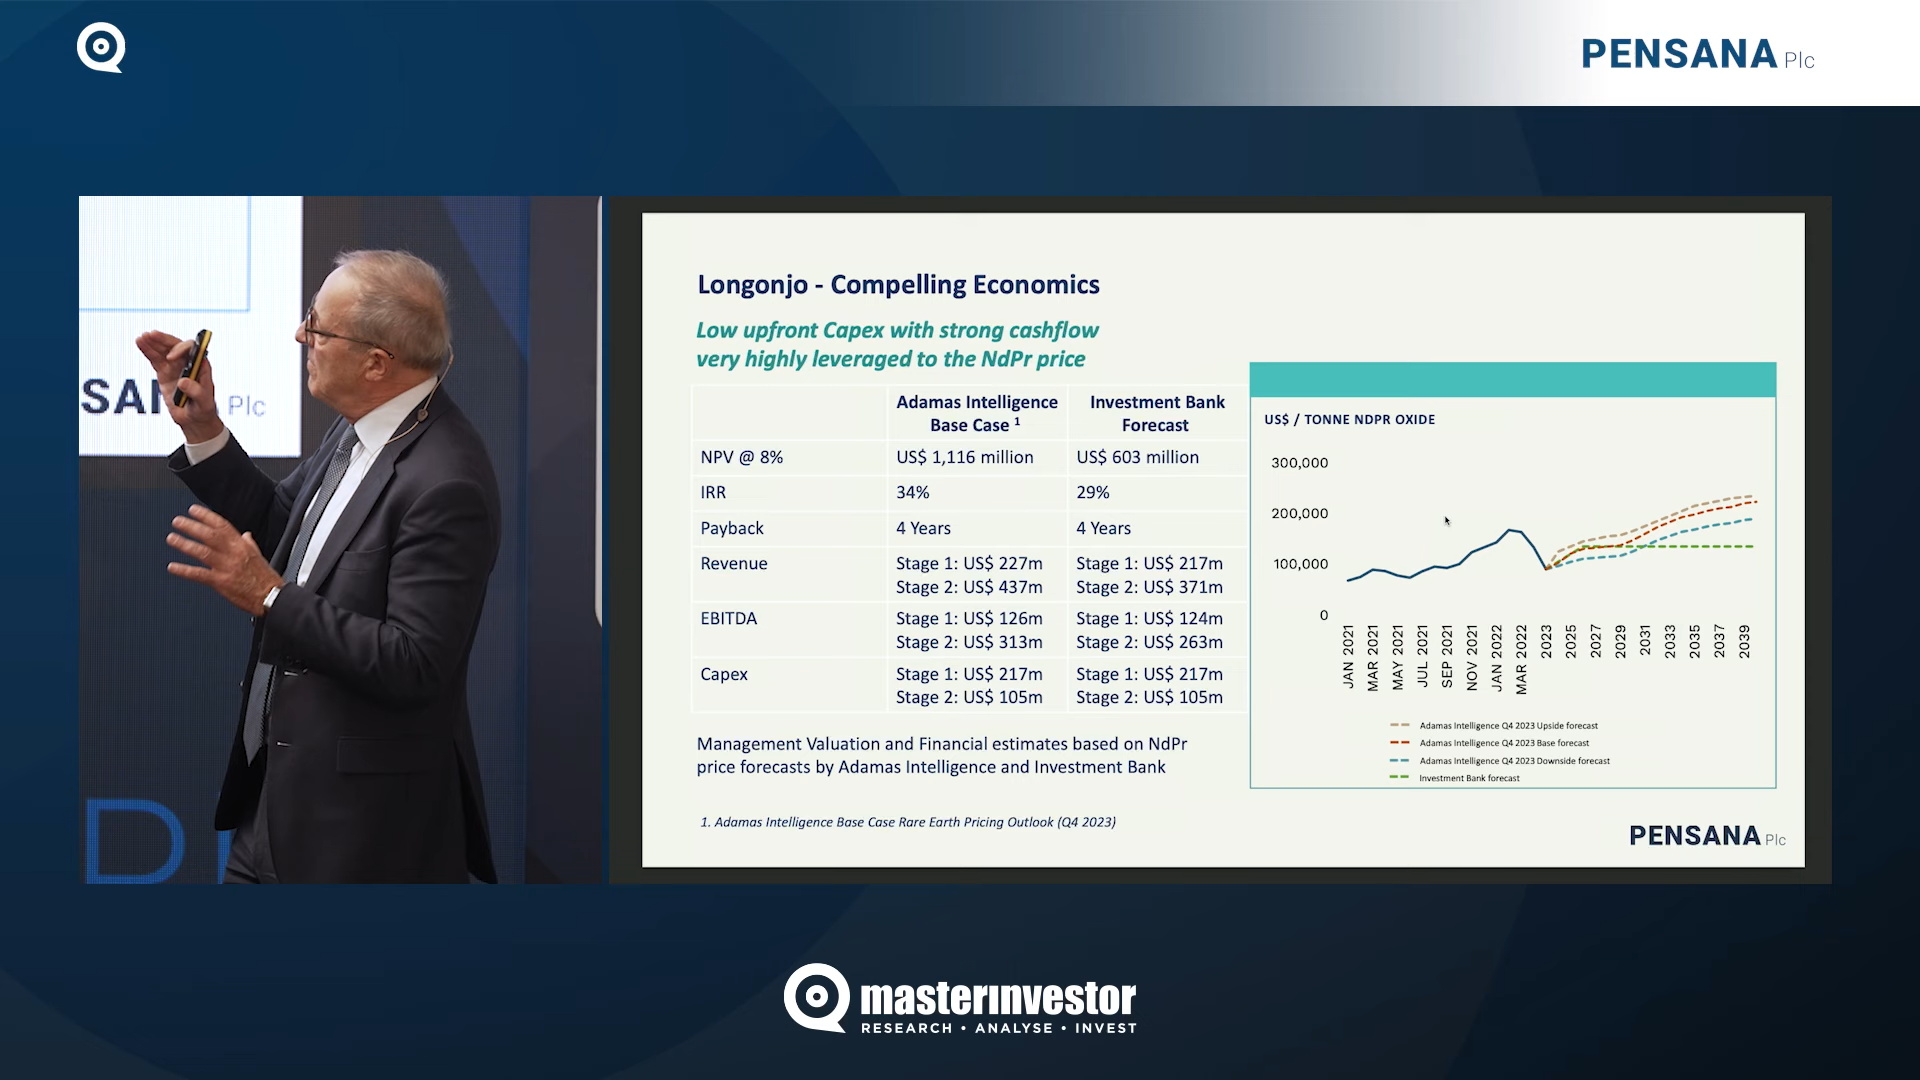 PENSANA Plc
SANA Plc
D
Longonjo - Compelling Economics
Low upfront Capex with strong cashflow
very highly leveraged to the NdPr price
Adamas Intelligence
Base Case 1
Investment Bank
Forecast
NPV @ 8%
US$ 1,116 million
US$ 603 million
IRR
34%
29%
Payback
4 Years
4 Years
Revenue
Stage 1: US$ 227m
Stage 2: US$ 437m
Stage 1: US$ 217m
Stage 2: US$ 371m
EBITDA
Stage 1: US$ 126m
Stage 2: US$ 313m
Stage 1: US$ 124m
Stage 2: US$ 263m
Capex
Stage 1: US$ 217m
Stage 2: US$ 105m
Stage 1: US$ 217m
Stage 2: US$ 105m
Management Valuation and Financial estimates based on NdPr
price forecasts by Adamas Intelligence and Investment Bank
1. Adamas Intelligence Base Case Rare Earth Pricing Outlook (Q4 2023)
US$ / TONNE NDPR OXIDE
300,000
200,000
100,000
0
JAN 2021
MAR 2021
MAY 2021
JUL 2021
SEP 2021
NOV 2021
JAN 2022
MAR 2022
2023
2025
2027
2029
2031
2033
2035
2037
2039
Adamas Intelligence Q4 2023 Upside forecast
Adamas Intelligence Q4 2023 Base forecast
Adamas Intelligence Q4 2023 Downside forecast
Investment Bank forecast
PENSANA Plc
masterinvestor
RESEARCH • ANALYSE • INVEST